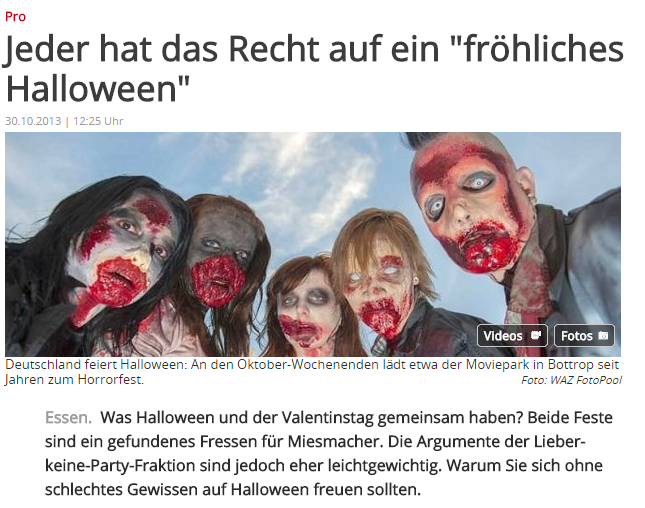 Pro
Jeder hat das Recht auf ein "fröhliches
Halloween"
30.10.2013 | 12:25 Uhr
Videos
Fotos
Deutschland feiert Halloween: An den Oktober-Wochenenden lädt etwa der Moviepark in Bottrop seit
Jahren zum Horrorfest.
Foto: WAZ FotoPool
Essen. Was Halloween und der Valentinstag gemeinsam haben? Beide Feste
sind ein gefundenes Fressen für Miesmacher. Die Argumente der Lieber-
keine-Party-Fraktion sind jedoch eher leichtgewichtig. Warum Sie sich ohne
schlechtes Gewissen auf Halloween freuen sollten.